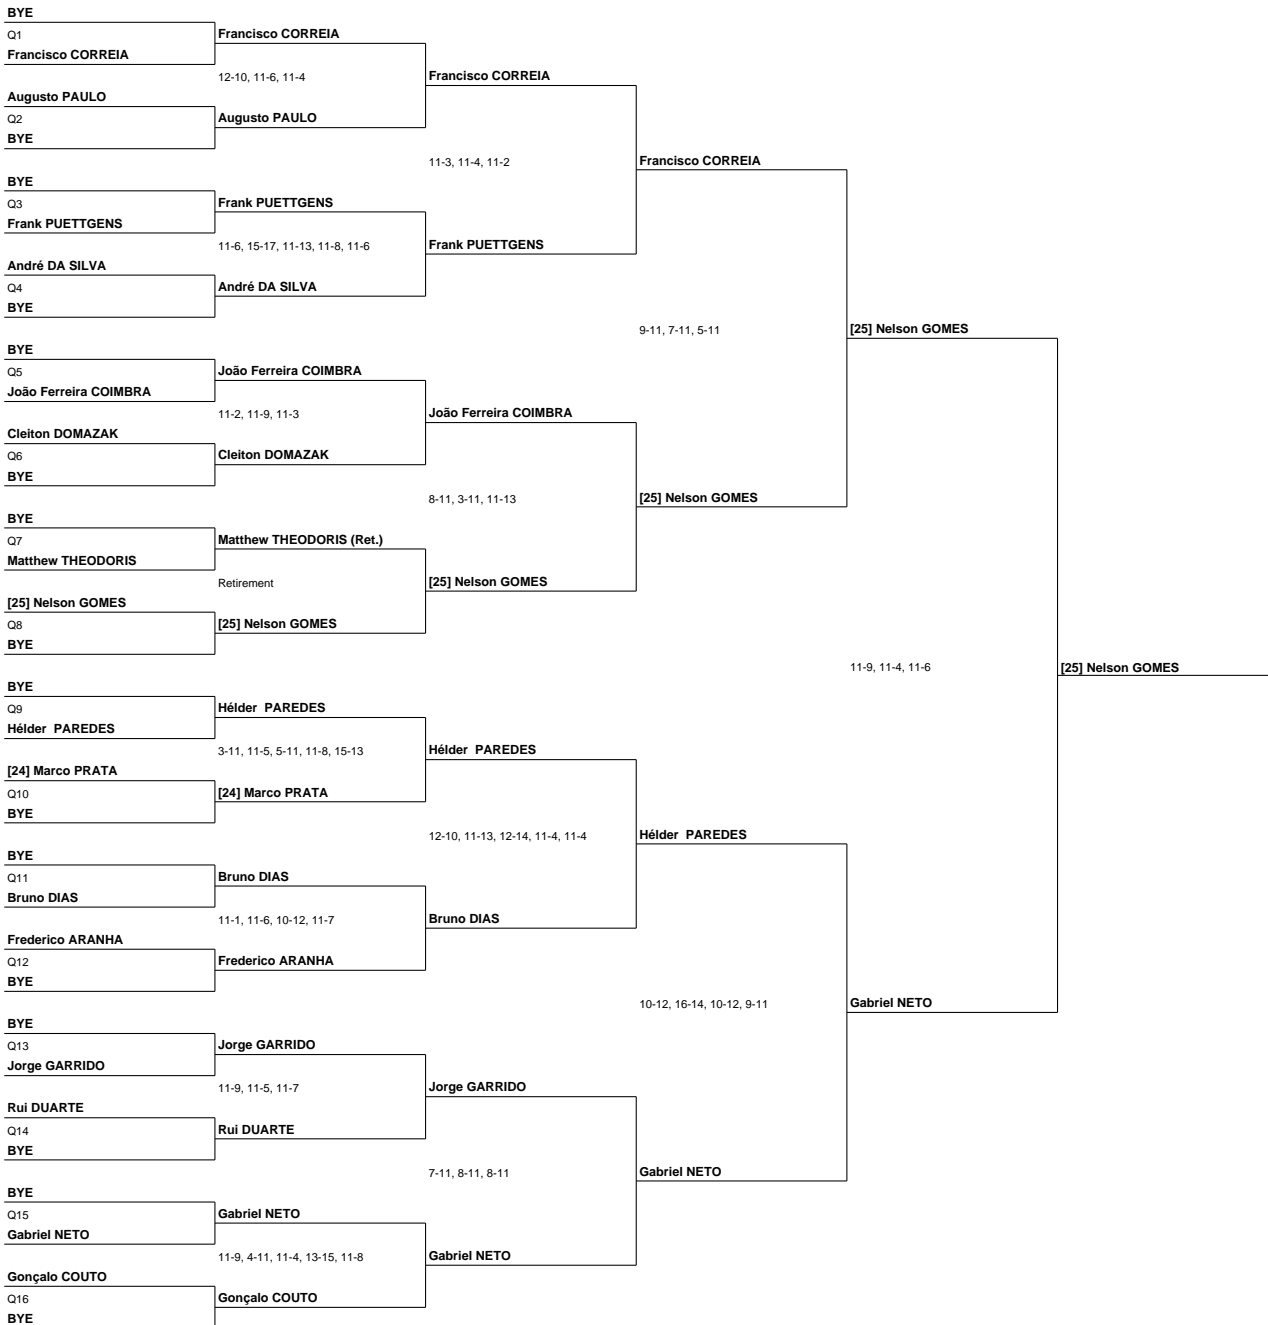 BYE
Q1
Francisco CORREIA
Augusto PAULO
Q2
BYE
BYE
Q3
Frank PUETTGENS
André DA SILVA
Q4
BYE
BYE
Q5
João Ferreira COIMBRA
Cleiton DOMAZAK
Q6
BYE
BYE
Q7
Matthew THEODORIS
[25] Nelson GOMES
Q8
BYE
BYE
Q9
Hélder  PAREDES
[24] Marco PRATA
Q10
BYE
BYE
Q11
Bruno DIAS
Frederico ARANHA
Q12
BYE
BYE
Q13
Jorge GARRIDO
Rui DUARTE
Q14
BYE
BYE
Q15
Gabriel NETO
Gonçalo COUTO
Q16
BYE
Francisco CORREIA
12-10, 11-6, 11-4
Augusto PAULO
Frank PUETTGENS
11-6, 15-17, 11-13, 11-8, 11-6
André DA SILVA
João Ferreira COIMBRA
11-2, 11-9, 11-3
Cleiton DOMAZAK
Matthew THEODORIS (Ret.)
Retirement
[25] Nelson GOMES
Hélder  PAREDES
3-11, 11-5, 5-11, 11-8, 15-13
[24] Marco PRATA
Bruno DIAS
11-1, 11-6, 10-12, 11-7
Frederico ARANHA
Jorge GARRIDO
11-9, 11-5, 11-7
Rui DUARTE
Gabriel NETO
11-9, 4-11, 11-4, 13-15, 11-8
Gonçalo COUTO
Francisco CORREIA
11-3, 11-4, 11-2
Frank PUETTGENS
João Ferreira COIMBRA
8-11, 3-11, 11-13
[25] Nelson GOMES
Hélder  PAREDES
12-10, 11-13, 12-14, 11-4, 11-4
Bruno DIAS
Jorge GARRIDO
7-11, 8-11, 8-11
Gabriel NETO
Francisco CORREIA
9-11, 7-11, 5-11
[25] Nelson GOMES
Hélder  PAREDES
10-12, 16-14, 10-12, 9-11
Gabriel NETO
[25] Nelson GOMES
11-9, 11-4, 11-6
Gabriel NETO
[25] Nelson GOMES